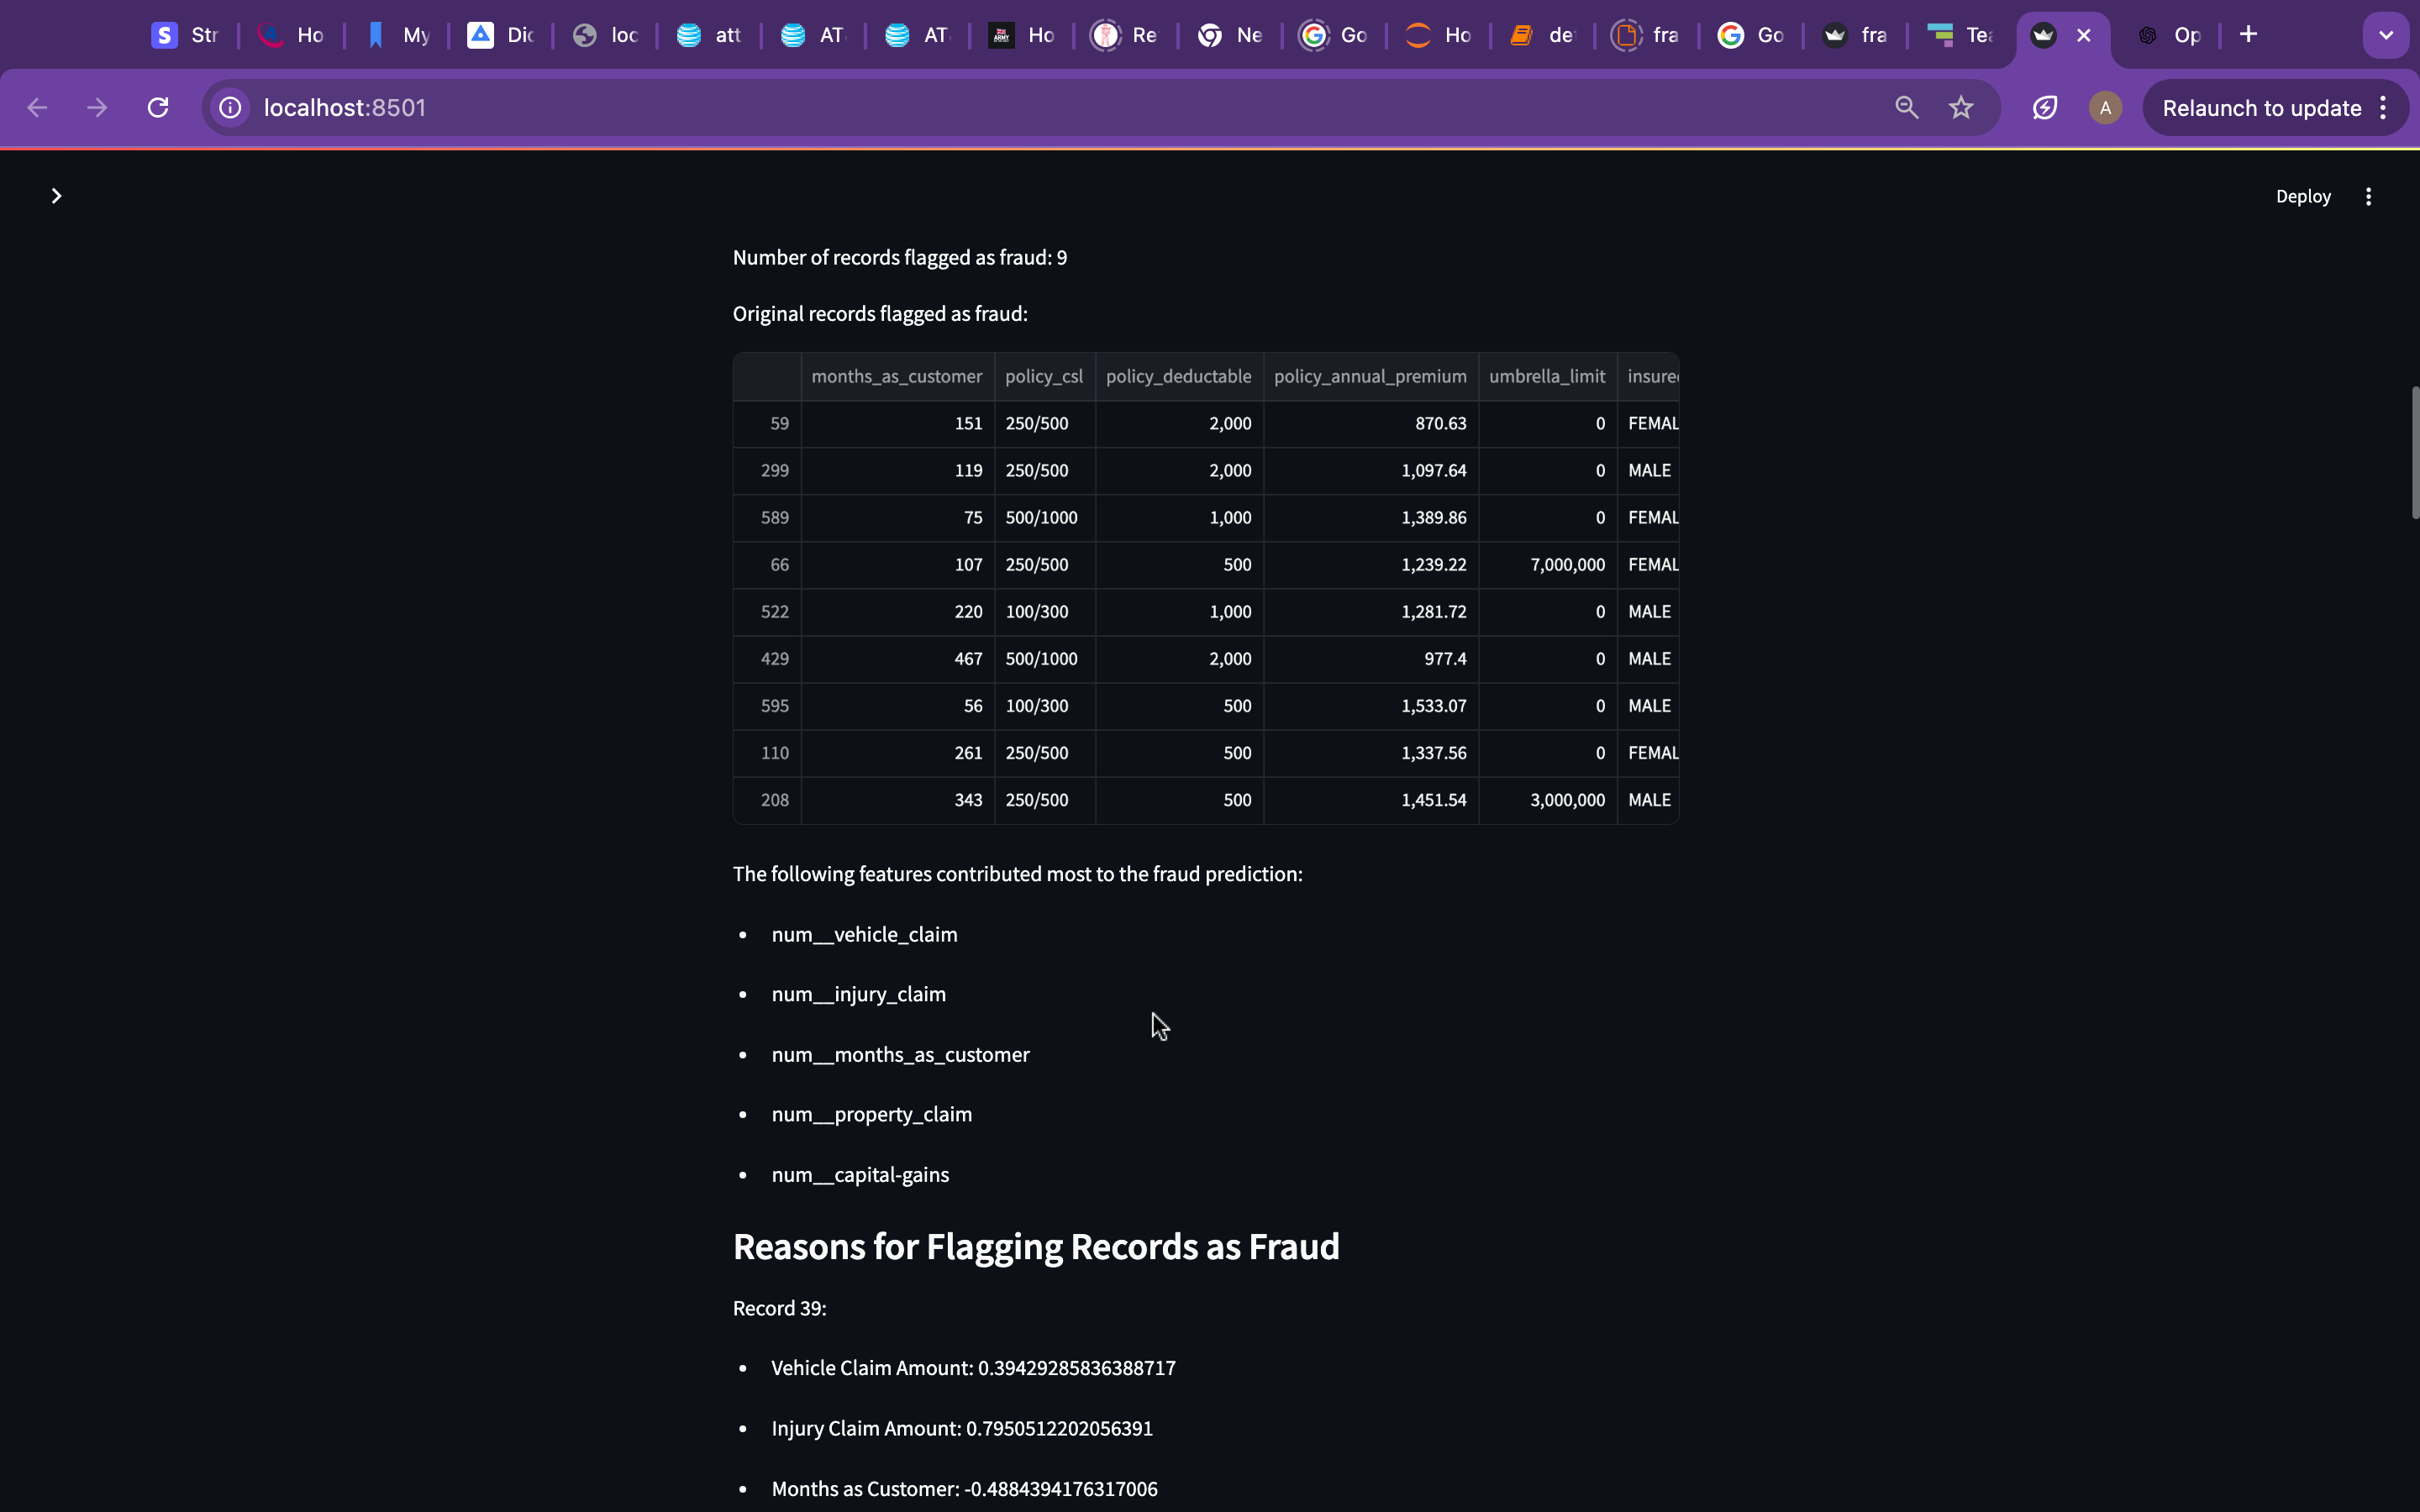 Str Ho My Dic loc att AT AT Ho Re Ne Go Ho de fra Go fra Tea Op
localhost:8501 A Relaunch to update
Deploy
Number of records flagged as fraud: 9
Original records flagged as fraud:
months_as_customer policy_csl policy_deductable policy_annual_premium umbrella_limit insured
59 151 250/500 2,000 870.63 0 FEMAL
299 119 250/500 2,000 1,097.64 0 MALE
589 75 500/1000 1,000 1,389.86 0 FEMAL
66 107 250/500 500 1,239.22 7,000,000 FEMAL
522 220 100/300 1,000 1,281.72 0 MALE
429 467 500/1000 2,000 977.4 0 MALE
595 56 100/300 500 1,533.07 0 MALE
110 261 250/500 500 1,337.56 0 FEMAL
208 343 250/500 500 1,451.54 3,000,000 MALE
The following features contributed most to the fraud prediction:
• num__vehicle_claim
• num__injury_claim
• num__months_as_customer
• num__property_claim
• num__capital-gains
Reasons for Flagging Records as Fraud
Record 39:
• Vehicle Claim Amount: 0.39429285836388717
• Injury Claim Amount: 0.7950512202056391
• Months as Customer: -0.4884394176317006